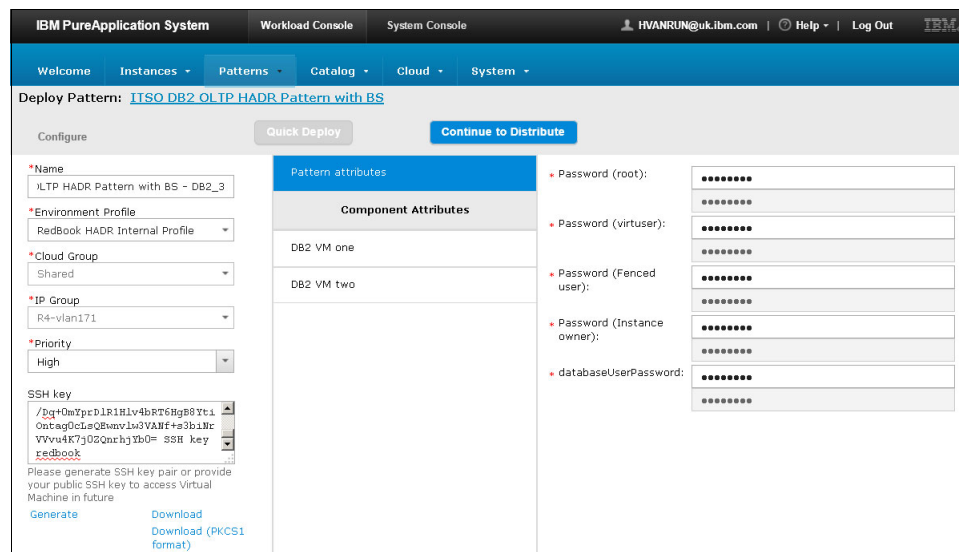 IBM PureApplication System
Workload Console
System Console
HVANRUN@uk.ibm.com | Help | Log Out
IBM
Welcome
Instances
Patterns
Catalog
Cloud
System
Deploy Pattern: ITSO DB2 OLTP HADR Pattern with BS
Configure
Quick Deploy
Continue to Distribute
*Name
LTP HADR Pattern with BS - DB2_3
*Environment Profile
RedBook HADR Internal Profile
*Cloud Group
Shared
*IP Group
R4-vlan171
*Priority
High
SSH key
/Dq+OmYprDlR1Hlv4bRT6HgB8Yti
OntagOcLsQEwnvlw3VANf+s3biNr
VVvu4K7jOZQnrhjYbO= SSH key
redbook
Please generate SSH key pair or provide
your public SSH key to access Virtual
Machine in future
Generate
Download
Download (PKCS1
format)
Pattern attributes
Component Attributes
DB2 VM one
DB2 VM two
* Password (root):
* Password (virtuser):
* Password (Fenced
user):
* Password (Instance
owner):
* databaseUserPassword: